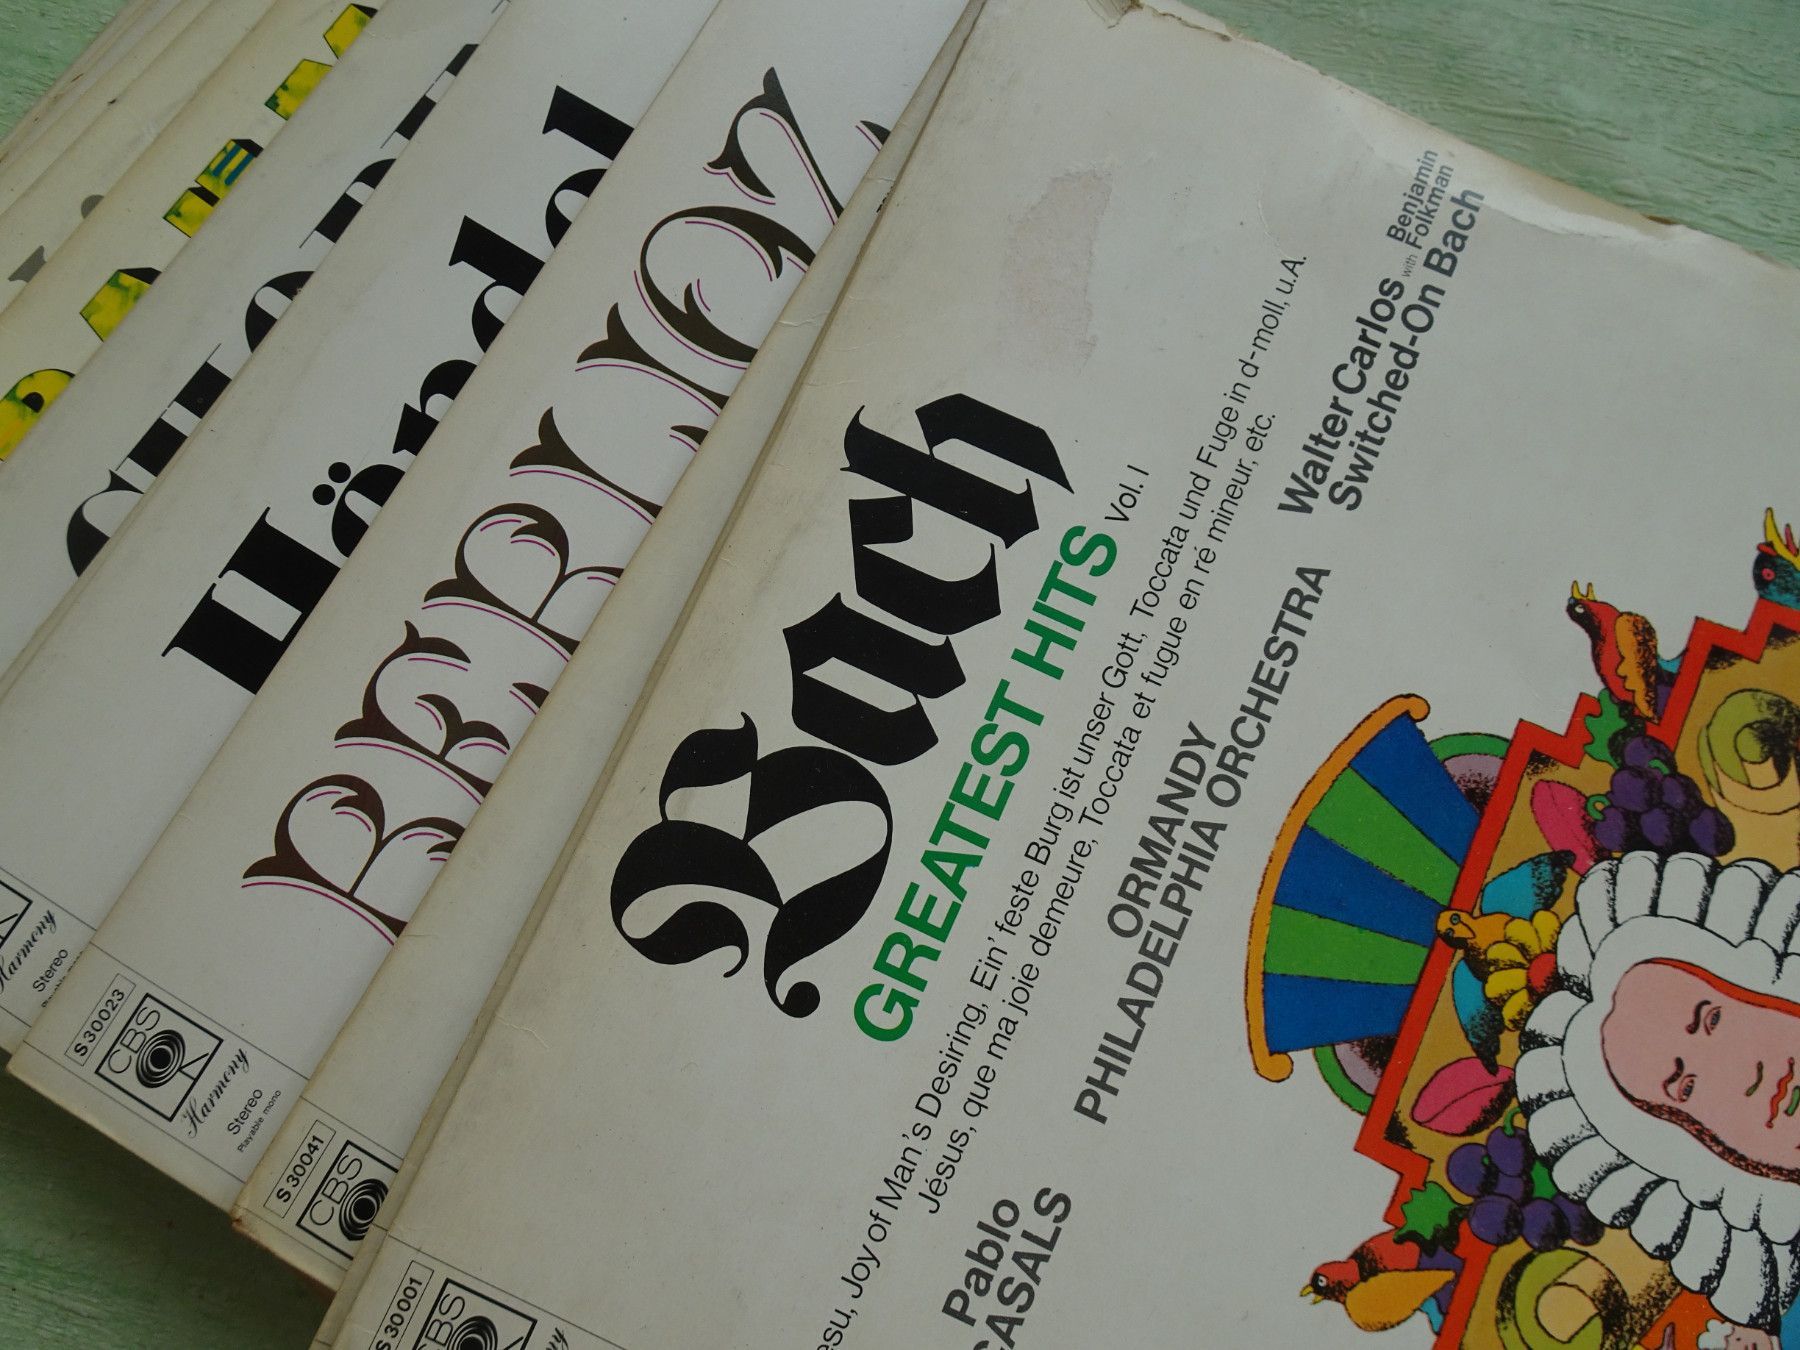 Bach
GREATEST HITS Vol. I
Jesu, Joy of Man's Desiring, Ein' feste Burg ist unser Gott, Toccata und Fuge in d-moll, u.A.
Jésus, que ma joie demeure, Toccata et fugue en ré mineur, etc.
Pablo
CASALS
ORMANDY
PHILADELPHIA ORCHESTRA
Walter Carlos with Benjamin Folkman
Switched-On Bach
S 30001
CBS
S 30041
CBS
BERLIOZ
S 30023
CBS
Harmony
Stereo
Playable mono
Händel
Harmony
Stereo